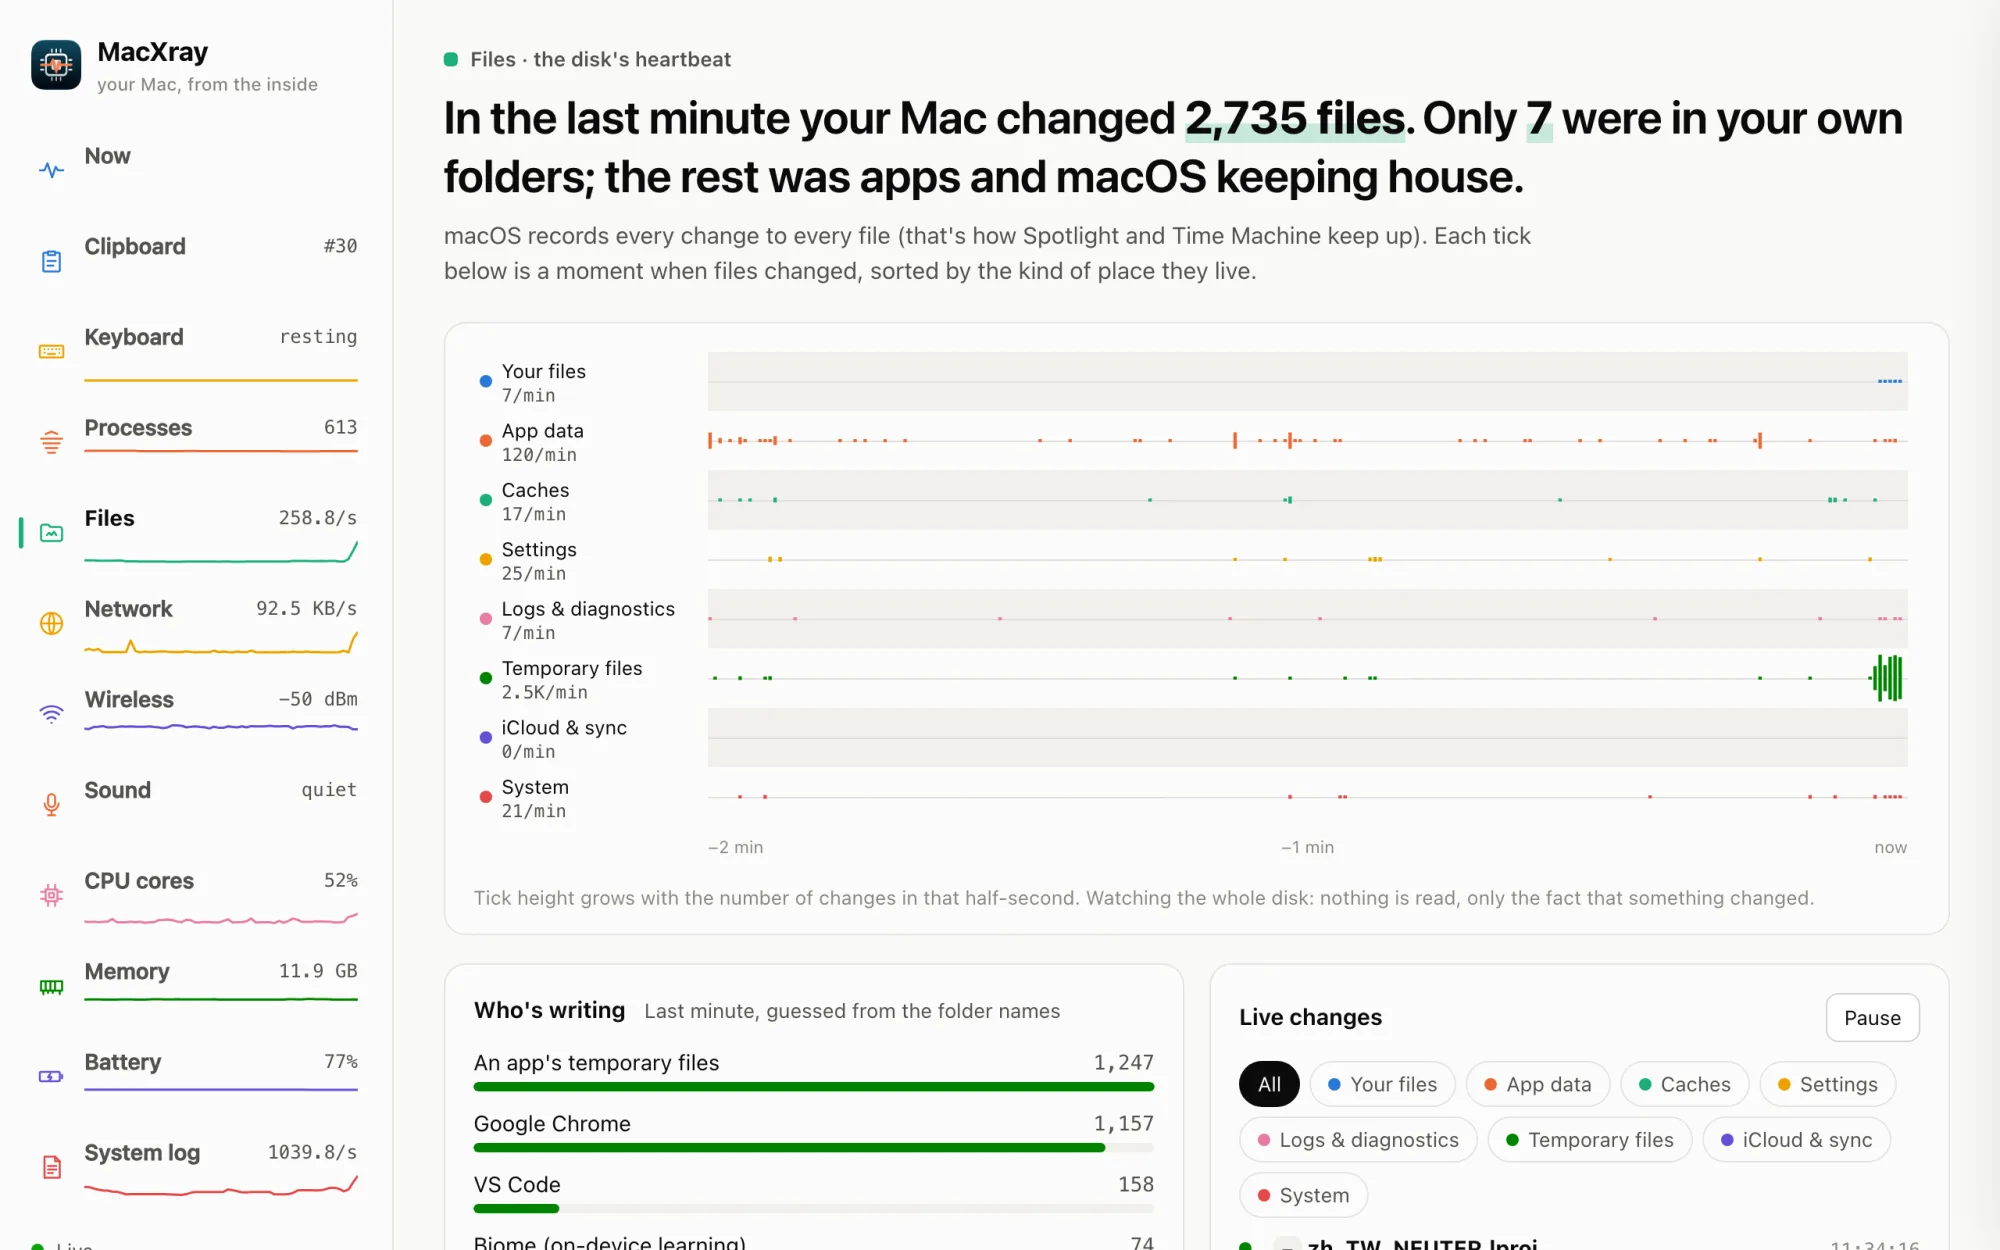 MacXray
your Mac, from the inside
Now
Clipboard #30
Keyboard resting
Processes 613
Files 258.8/s
Network 92.5 KB/s
Wireless −50 dBm
Sound quiet
CPU cores 52%
Memory 11.9 GB
Battery 77%
System log 1039.8/s
Live
Files · the disk's heartbeat
In the last minute your Mac changed 2,735 files. Only 7 were in your own
folders; the rest was apps and macOS keeping house.
macOS records every change to every file (that's how Spotlight and Time Machine keep up). Each tick
below is a moment when files changed, sorted by the kind of place they live.
Your files
7/min
App data
120/min
Caches
17/min
Settings
25/min
Logs & diagnostics
7/min
Temporary files
2.5K/min
iCloud & sync
0/min
System
21/min
−2 min −1 min now
Tick height grows with the number of changes in that half-second. Watching the whole disk: nothing is read, only the fact that something changed.
Who's writing Last minute, guessed from the folder names
An app's temporary files 1,247
Google Chrome 1,157
VS Code 158
Biome (on-device learning) 74
Live changes Pause
All Your files App data Caches Settings
Logs & diagnostics Temporary files iCloud & sync
System
zh_TW_NEUTER.lproj 11:34:16